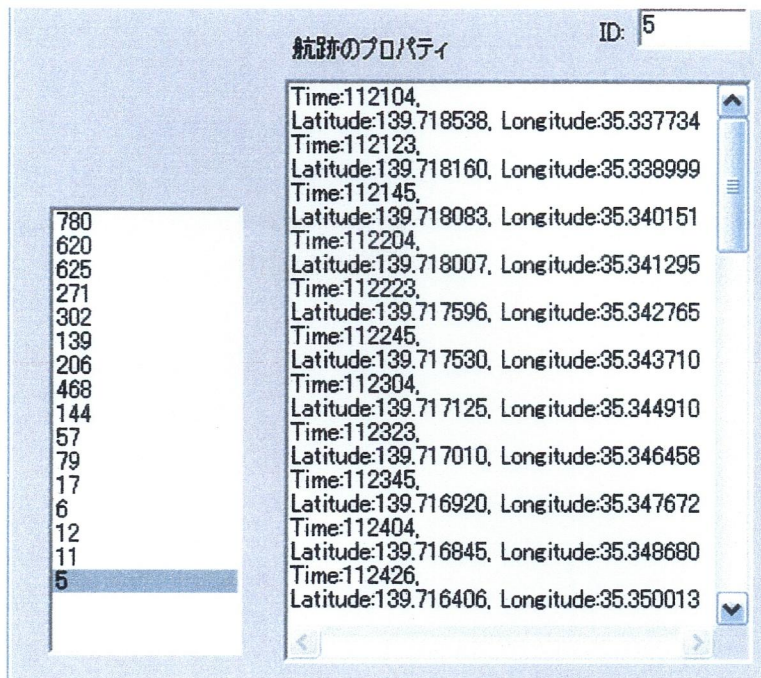 航跡のプロパティ
ID: 5
Time:112104,
Latitude:139.718538, Longitude:35.337734
Time:112123,
Latitude:139.718160, Longitude:35.338999
Time:112145,
Latitude:139.718083, Longitude:35.340151
Time:112204,
Latitude:139.718007, Longitude:35.341295
Time:112223,
Latitude:139.717596, Longitude:35.342765
Time:112245,
Latitude:139.717530, Longitude:35.343710
Time:112304,
Latitude:139.717125, Longitude:35.344910
Time:112323,
Latitude:139.717010, Longitude:35.346458
Time:112345,
Latitude:139.716920, Longitude:35.347672
Time:112404,
Latitude:139.716845, Longitude:35.348680
Time:112426,
Latitude:139.716406, Longitude:35.350013
780
620
625
271
302
139
206
468
144
57
79
17
6
12
11
5